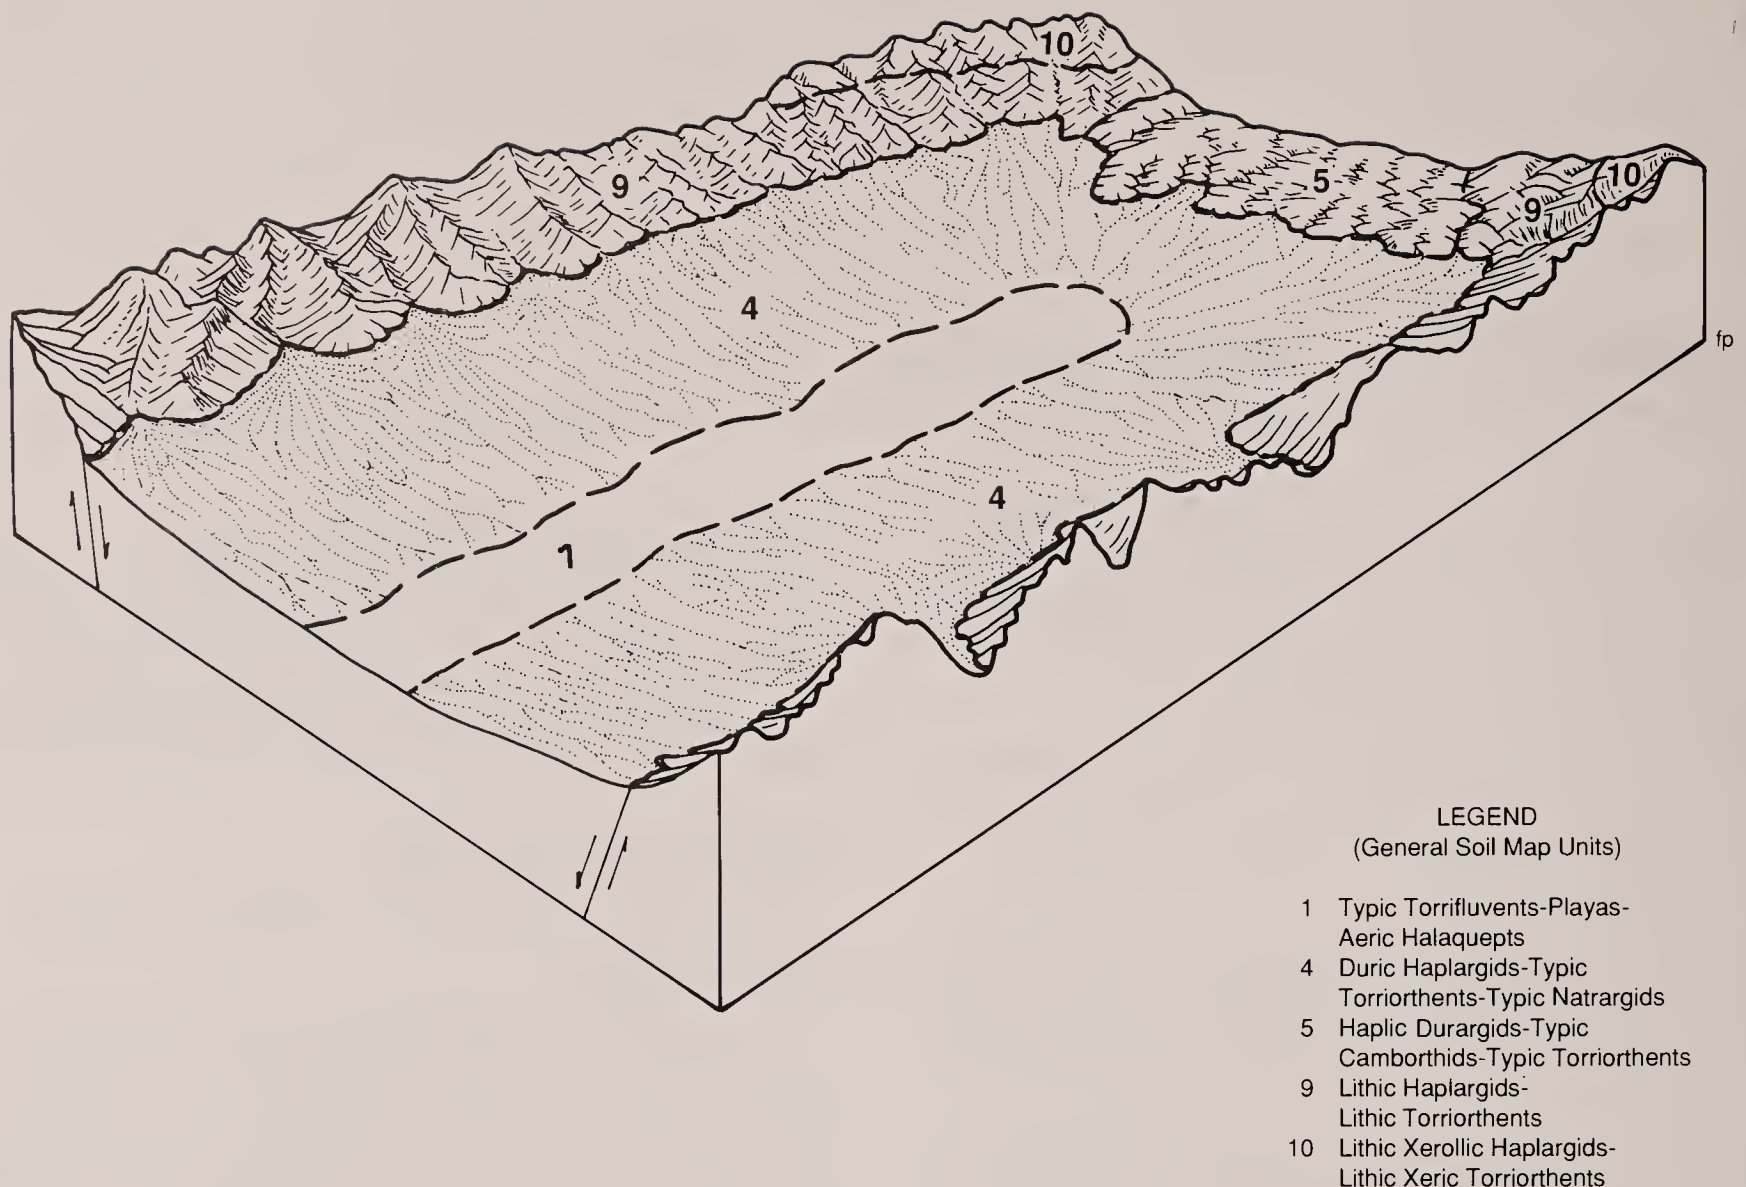 10
9
5
10
9
4
fp
4
1
LEGEND
(General Soil Map Units)
1 Typic Torrifluvents-Playas-
Aeric Halaquepts
4 Duric Haplargids-Typic
Torriorthents-Typic Natrargids
5 Haplic Durargids-Typic
Camborthids-Typic Torriorthents
9 Lithic Haplargids-
Lithic Torriorthents
10 Lithic Xerollic Haplargids-
Lithic Xeric Torriorthents